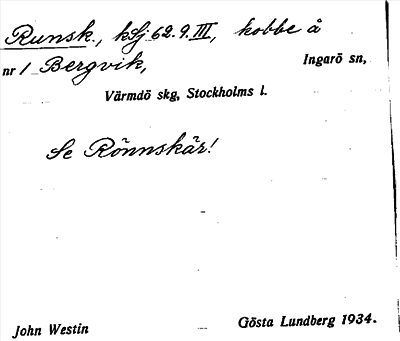 Runsk., kSj 62.9.III, kobbe å
nr 1 Bergvik, Ingarö sn,
Värmdö skg, Stockholms l.
Se Rönnskär!
John Westin Gösta Lundberg 1934.